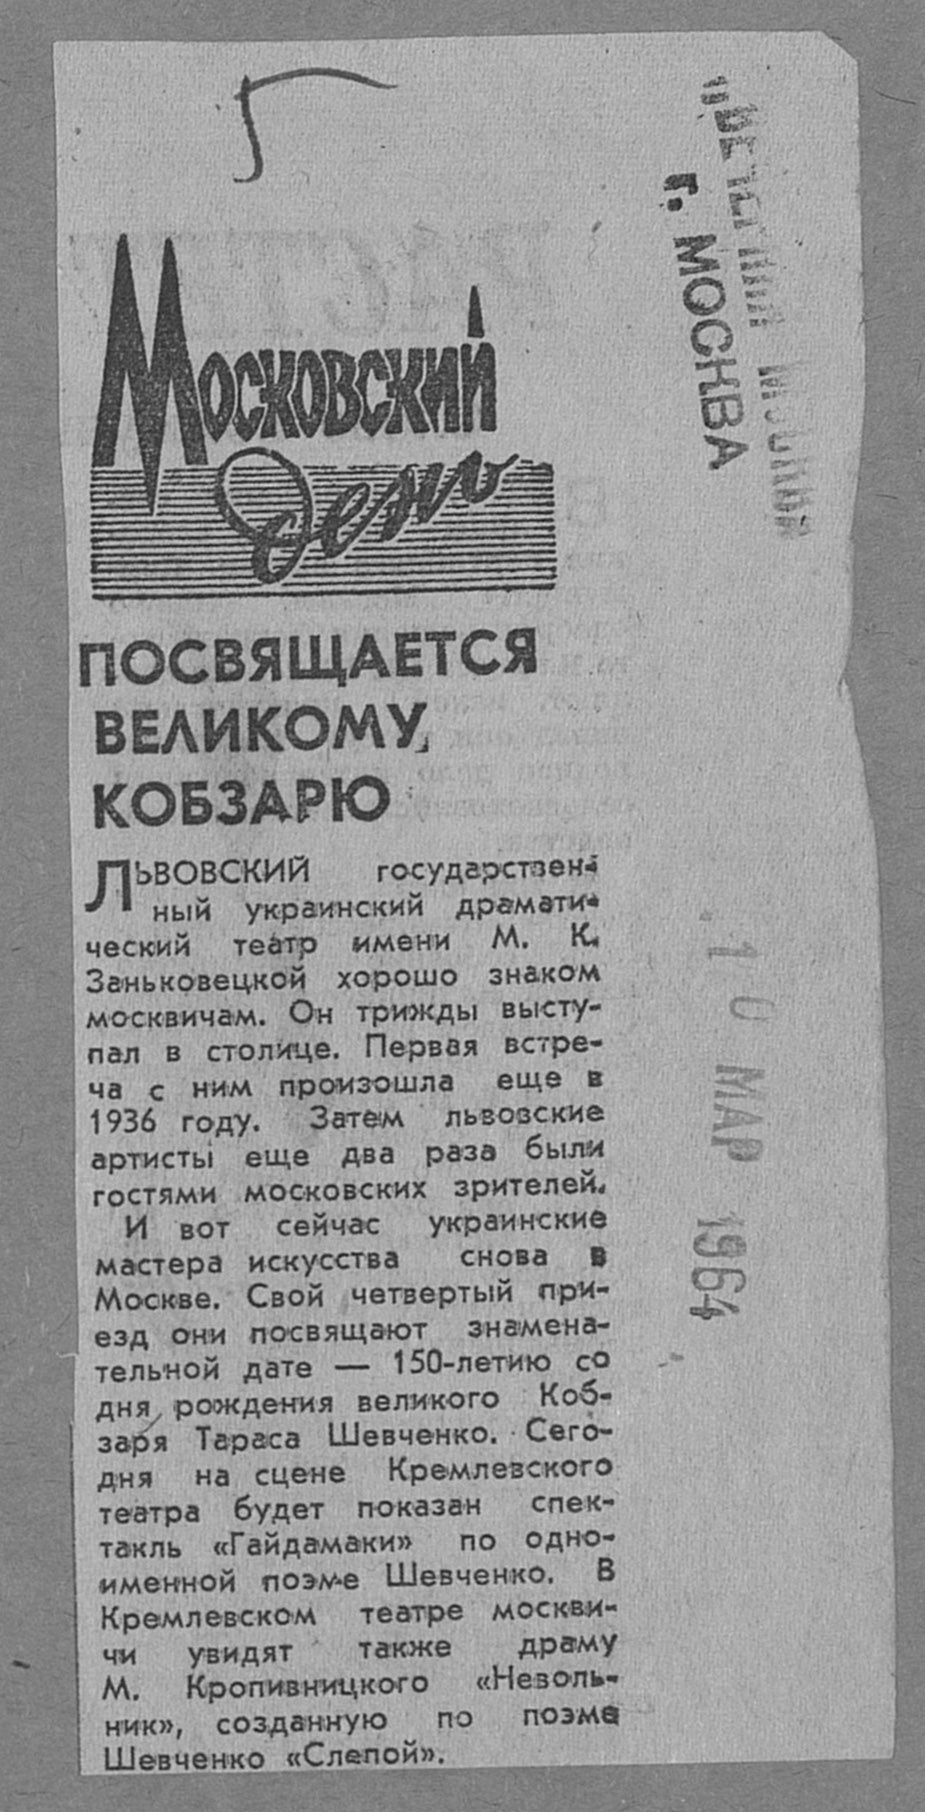 5
"ВЕЧЕРНЯЯ МОСКВА"
г. МОСКВА
МОСКОВСКИЙ
день
ПОСВЯЩАЕТСЯ
ВЕЛИКОМУ
КОБЗАРЮ
ЛЬВОВСКИЙ государствен-
ный украинский драмати-
ческий театр имени М. К.
Заньковецкой хорошо знаком
москвичам. Он трижды высту-
пал в столице. Первая встре-
ча с ним произошла еще в
1936 году. Затем львовские
артисты еще два раза были
гостями московских зрителей.
И вот сейчас украинские
мастера искусства снова в
Москве. Свой четвертый при-
езд они посвящают знамена-
тельной дате — 150-летию со
дня рождения великого Коб-
заря Тараса Шевченко. Сего-
дня на сцене Кремлевского
театра будет показан спек-
такль «Гайдамаки» по одно-
именной поэме Шевченко. В
Кремлевском театре москви-
чи увидят также драму
М. Кропивницкого «Неволь-
ник», созданную по поэме
Шевченко «Слепой».
10 МАР 1964